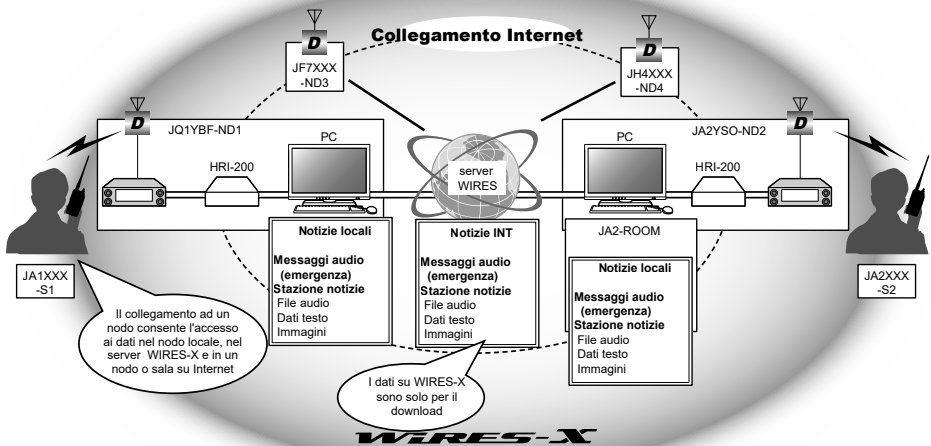 Collegamento Internet
D
JF7XXX
-ND3
D
JH4XXX
-ND4
D
JQ1YBF-ND1
PC
HRI-200
server
WIRES
PC
JA2YSO-ND2
HRI-200
D
JA1XXX
-S1
JA2XXX
-S2
Notizie locali
Messaggi audio
(emergenza)
Stazione notizie
File audio
Dati testo
Immagini
Notizie INT
Messaggi audio
(emergenza)
Stazione notizie
File audio
Dati testo
Immagini
JA2-ROOM
Notizie locali
Messaggi audio
(emergenza)
Stazione notizie
File audio
Dati testo
Immagini
Il collegamento ad un
nodo consente l'accesso
ai dati nel nodo locale, nel
server WIRES-X e in un
nodo o sala su Internet
I dati su WIRES-X
sono solo per il
download
WIRES-X